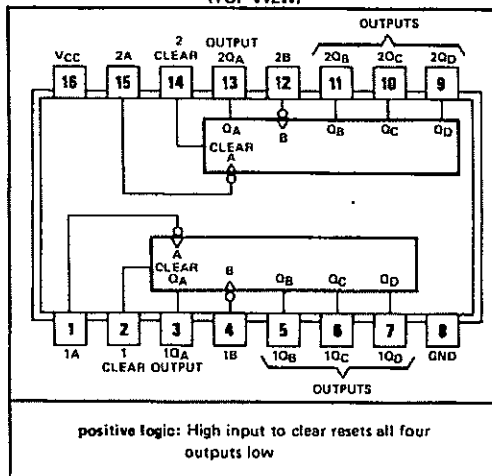 (TOP VIEW)
OUTPUTS
2 OUTPUT
VCC 2A CLEAR 2QA 2B 2QB 2QC 2QD
16 15 14 13 12 11 10 9
QA B QB QC QD
CLEAR
A
A
CLEAR
QA B QB QC QD
1 2 3 4 5 6 7 8
1A 1 1QA 1B 1QB 1QC 1QD GND
CLEAR OUTPUT
OUTPUTS
positive logic: High input to clear resets all four
outputs low